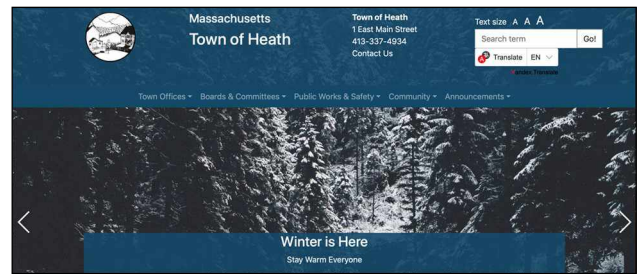 Massachusetts
Town of Heath
Town of Heath
1 East Main Street
413-337-4934
Contact Us
Text size A A A
Search term Go!
Translate EN
Yandex.Translate
Town Offices Boards & Committees Public Works & Safety Community Announcements
Winter is Here
Stay Warm Everyone